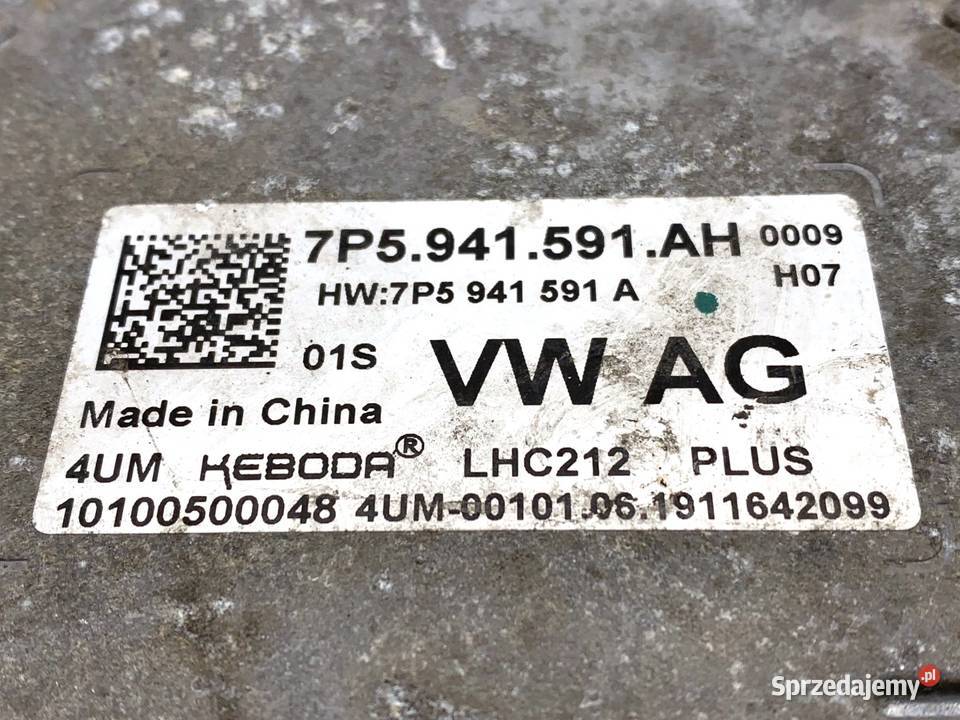 7P5.941.591.AH 0009
HW:7P5 941 591 A H07
01S VW AG
Made in China
4UM KEBODA® LHC212 PLUS
10100500048 4UM-00101.06.1911642099
Sprzedajemy.pl